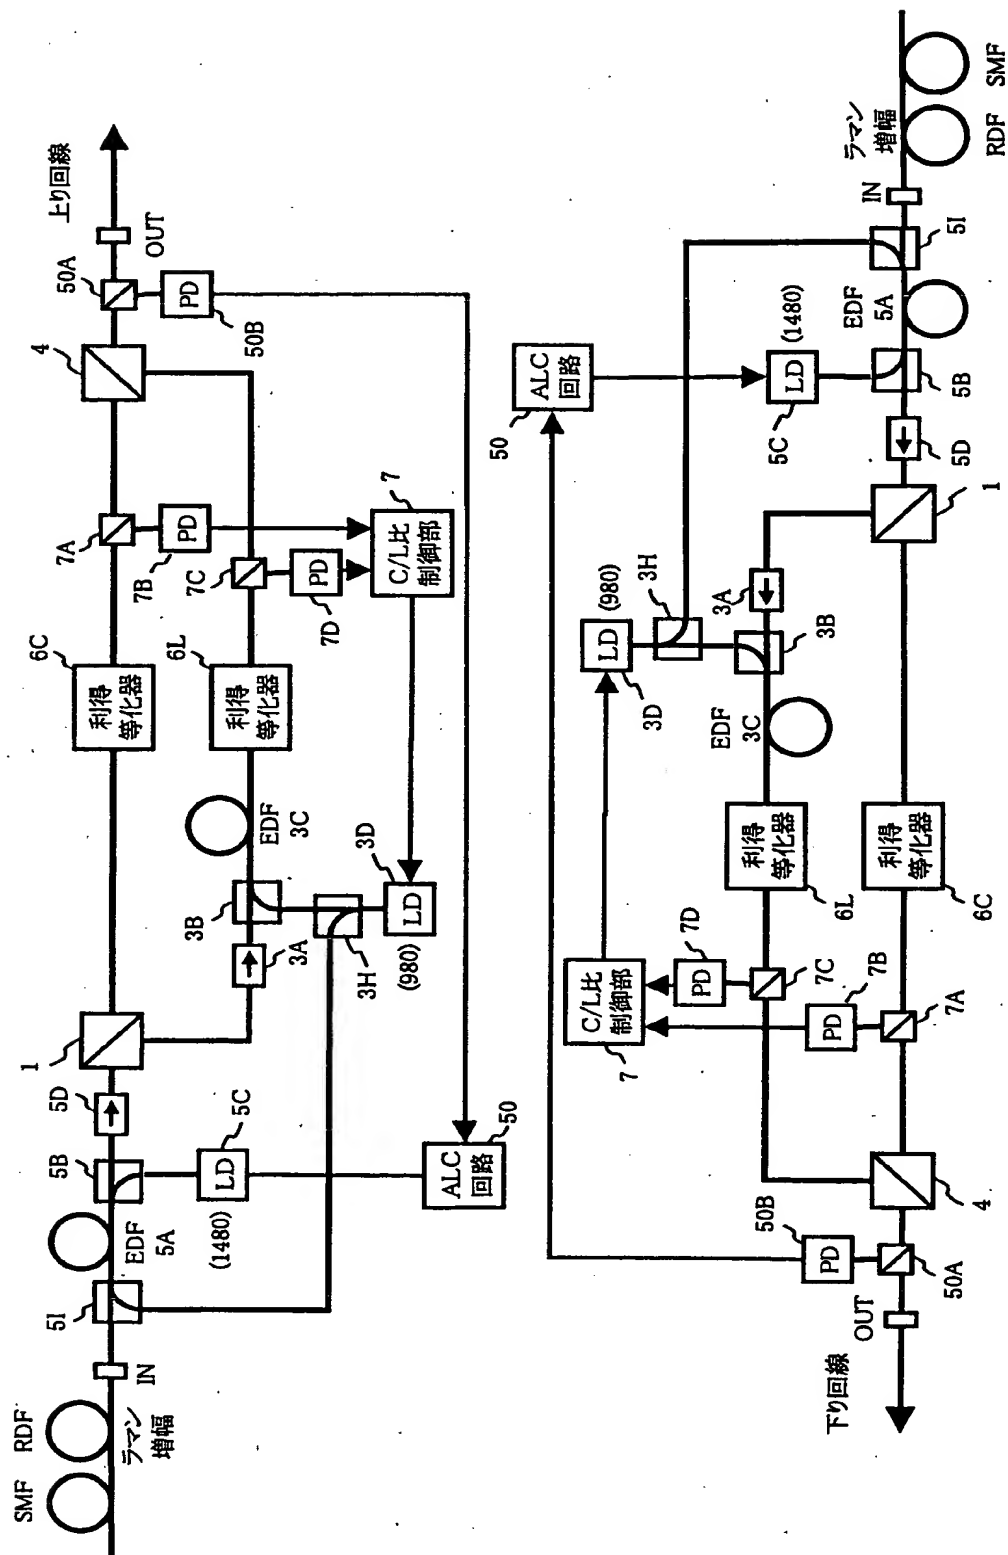 SMF
RDF
ラマン
増幅
IN
5I
EDF
5A
5B
(1480)
LD
5C
5D
1
ALC
回路
50
3A
3B
3H
(980)
LD
3D
EDF
3C
利得
等化器
6C
利得
等化器
6L
7A
PD
7B
7C
PD
7D
C/L比
制御部
7
4
50A
PD
50B
OUT
上り回線
SMF
RDF
ラマン
増幅
IN
5I
EDF
5A
5B
(1480)
LD
5C
5D
1
ALC
回路
50
3A
3B
3H
(980)
LD
3D
EDF
3C
利得
等化器
6L
利得
等化器
6C
7D
PD
7C
7B
PD
7A
C/L比
制御部
7
4
50B
PD
50A
OUT
下り回線